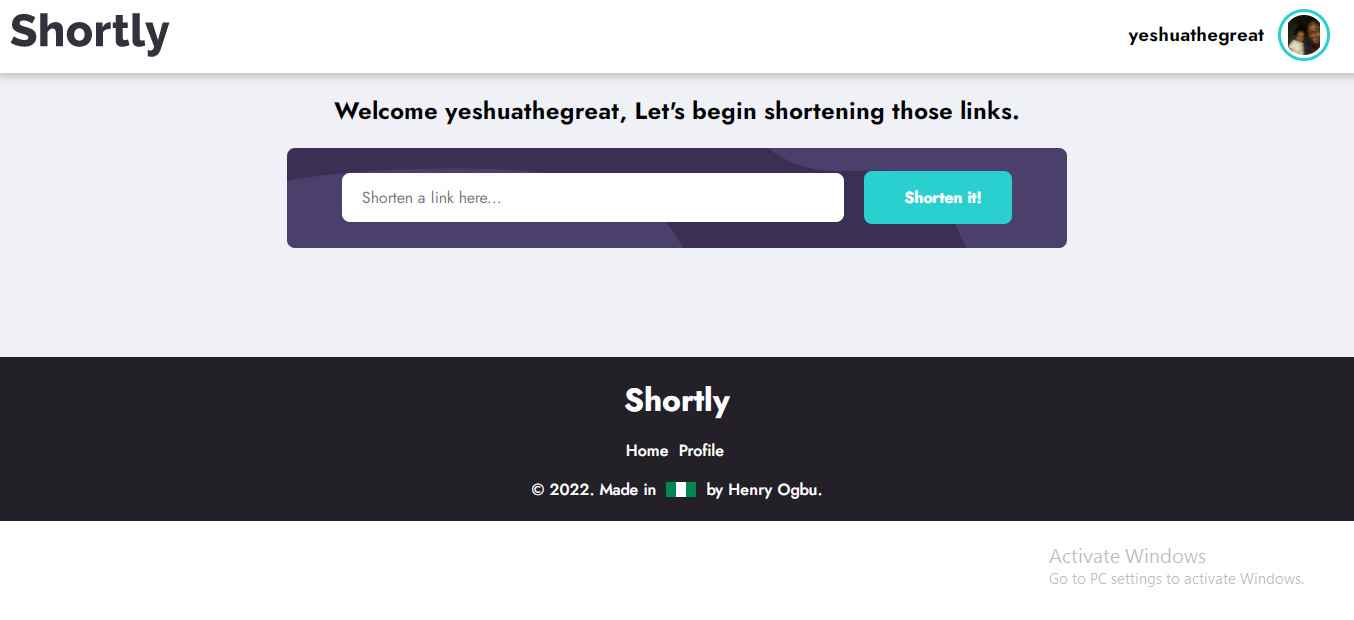 Shortly
yeshuathegreat
Welcome yeshuathegreat, Let's begin shortening those links.
Shorten a link here...
Shorten it!
Shortly
Home Profile
© 2022. Made in by Henry Ogbu.
Activate Windows
Go to PC settings to activate Windows.